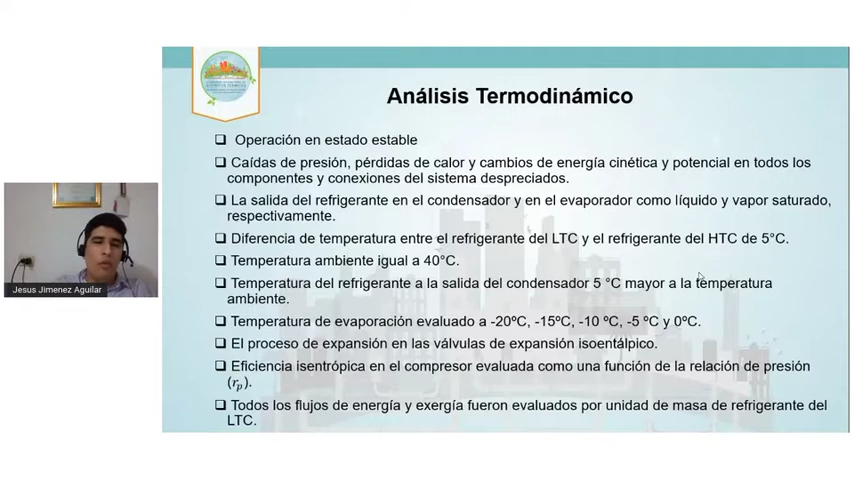 Análisis Termodinámico
❑ Operación en estado estable
❑ Caídas de presión, pérdidas de calor y cambios de energía cinética y potencial en todos los
componentes y conexiones del sistema despreciados.
❑ La salida del refrigerante en el condensador y en el evaporador como líquido y vapor saturado,
respectivamente.
❑ Diferencia de temperatura entre el refrigerante del LTC y el refrigerante del HTC de 5°C.
❑ Temperatura ambiente igual a 40°C.
❑ Temperatura del refrigerante a la salida del condensador 5 °C mayor a la temperatura
ambiente.
❑ Temperatura de evaporación evaluado a -20ºC, -15ºC, -10 ºC, -5 ºC y 0ºC.
❑ El proceso de expansión en las válvulas de expansión isoentálpico.
❑ Eficiencia isentrópica en el compresor evaluada como una función de la relación de presión
(rₚ).
❑ Todos los flujos de energía y exergía fueron evaluados por unidad de masa de refrigerante del
LTC.
Jesus Jimenez Aguilar